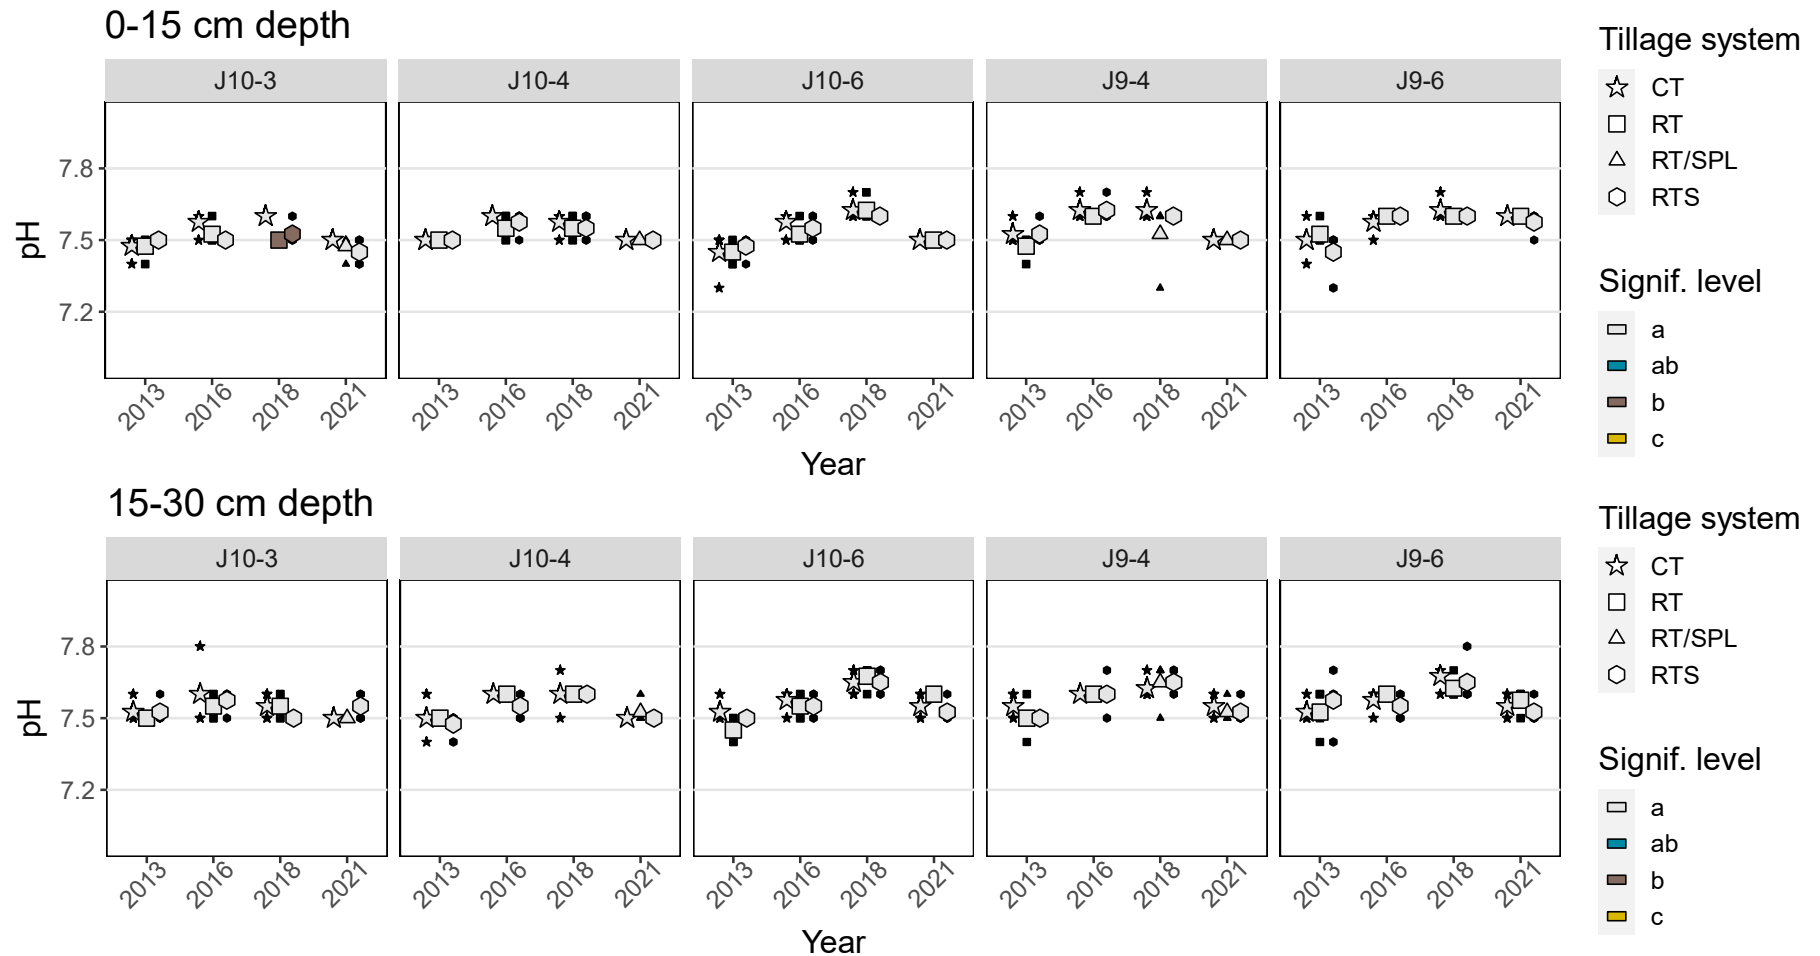 0-15 cm depth
J10-3 J10-4 J10-6 J9-4 J9-6
pH
7.8
7.5
7.2
2013 2016 2018 2021 2013 2016 2018 2021 2013 2016 2018 2021 2013 2016 2018 2021 2013 2016 2018 2021
Year
Tillage system
CT
RT
RT/SPL
RTS
Signif. level
a
ab
b
c
15-30 cm depth
J10-3 J10-4 J10-6 J9-4 J9-6
pH
7.8
7.5
7.2
2013 2016 2018 2021 2013 2016 2018 2021 2013 2016 2018 2021 2013 2016 2018 2021 2013 2016 2018 2021
Year
Tillage system
CT
RT
RT/SPL
RTS
Signif. level
a
ab
b
c